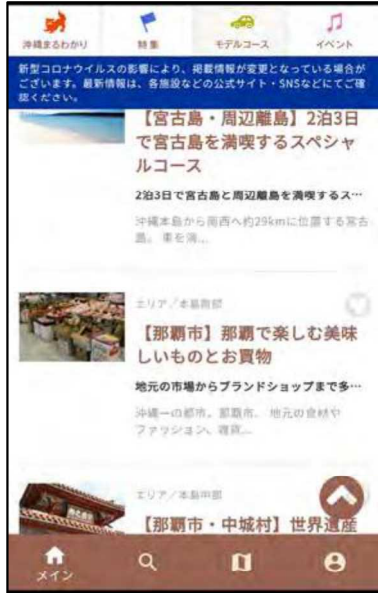 沖縄まるわかり
特集
モデルコース
イベント
新型コロナウイルスの影響により、掲載情報が変更となっている場合が
ございます。最新情報は、各施設などの公式サイト・SNSなどにてご確
認ください。
【宮古島・周辺離島】2泊3日
で宮古島を満喫するスペシャ
ルコース
2泊3日で宮古島と周辺離島を満喫するス…
沖縄本島から南西へ約29kmに位置する宮古
島。 東を海...
エリア／本島南部
【那覇市】那覇で楽しむ美味
しいものとお買物
地元の市場からブランドショップまで多…
沖縄一の都市、那覇市。 地元の食材や
ファッション、雑貨...
エリア／本島中部
【那覇市・中城村】世界遺産
メイン